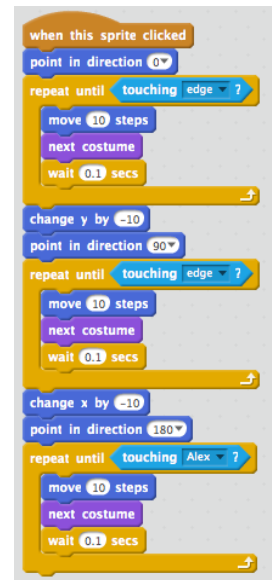 when this sprite clicked
point in direction 0
repeat until touching edge ?
move 10 steps
next costume
wait 0.1 secs
change y by -10
point in direction 90
repeat until touching edge ?
move 10 steps
next costume
wait 0.1 secs
change x by -10
point in direction 180
repeat until touching Alex ?
move 10 steps
next costume
wait 0.1 secs